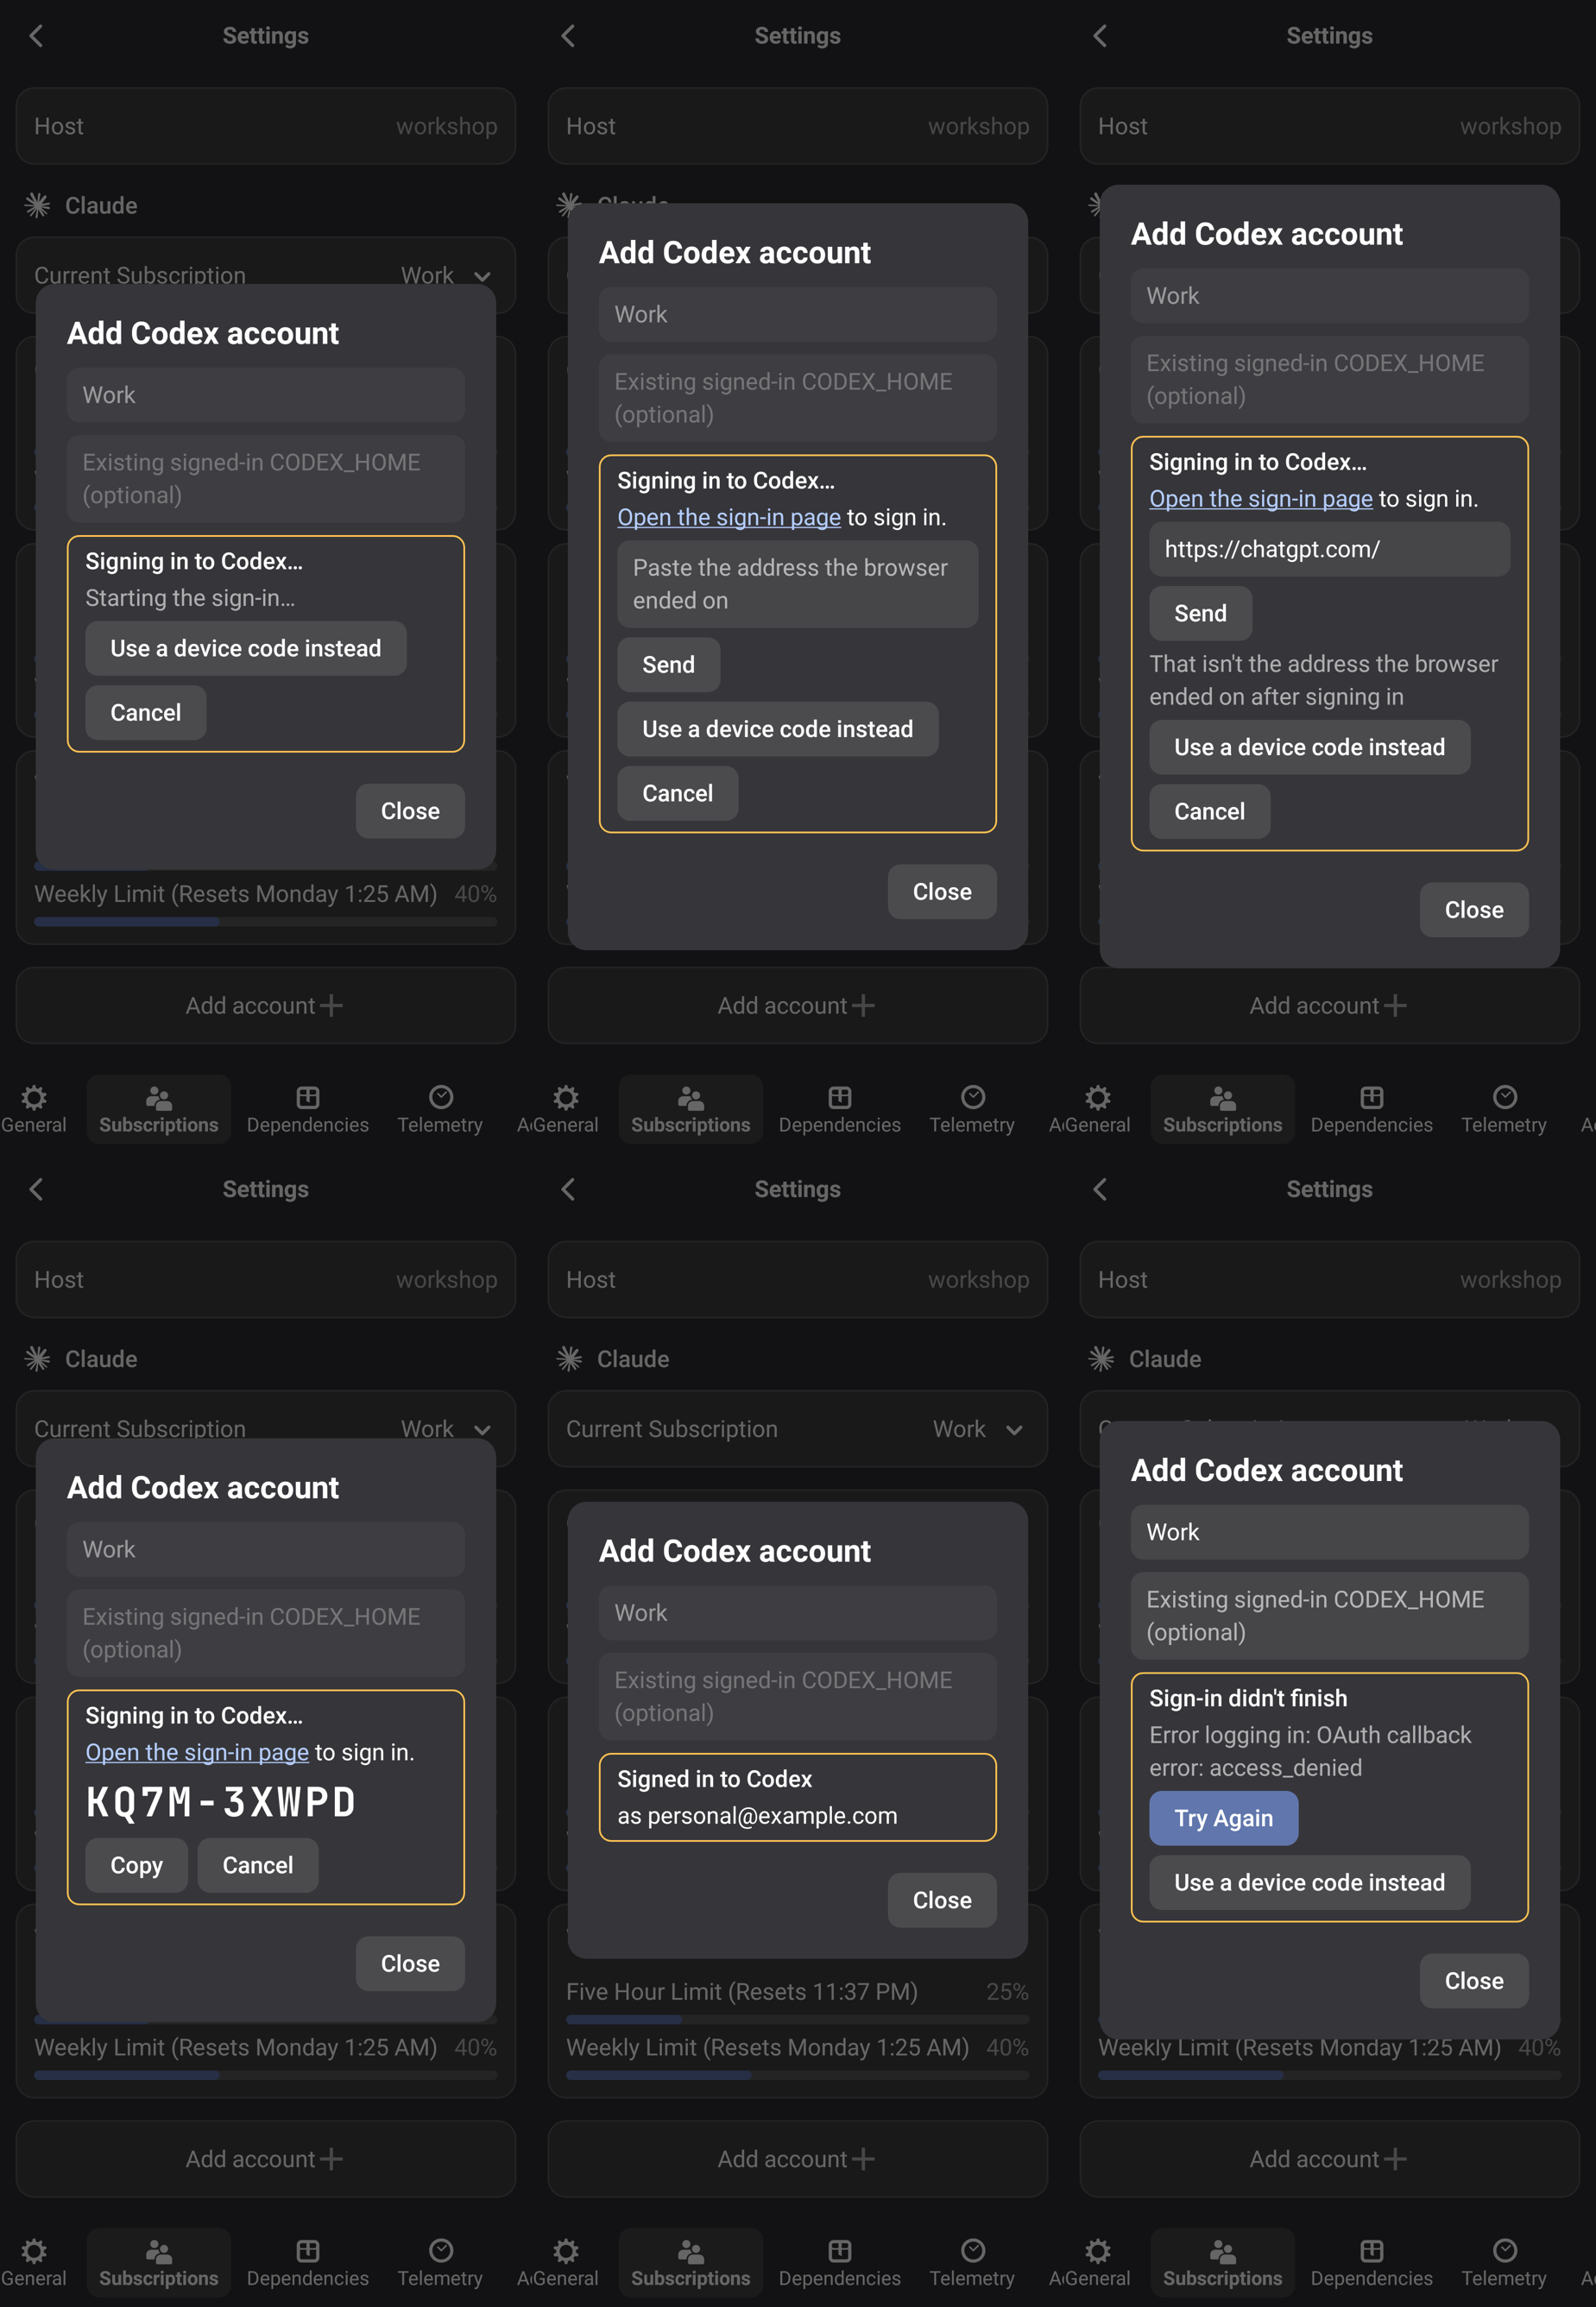 Settings
Host
workshop
Claude
Current Subscription
Work
Add Codex account
Work
Existing signed-in CODEX_HOME
(optional)
Signing in to Codex…
Starting the sign-in…
Use a device code instead
Cancel
Close
Weekly Limit (Resets Monday 1:25 AM)
40%
Add account
General
Subscriptions
Dependencies
Telemetry
Settings
Host
workshop
Claude
Add Codex account
Work
Existing signed-in CODEX_HOME
(optional)
Signing in to Codex…
Open the sign-in page to sign in.
Paste the address the browser
ended on
Send
Use a device code instead
Cancel
Close
Add account
General
Subscriptions
Dependencies
Telemetry
Settings
Host
workshop
Add Codex account
Work
Existing signed-in CODEX_HOME
(optional)
Signing in to Codex…
Open the sign-in page to sign in.
https://chatgpt.com/
Send
That isn't the address the browser
ended on after signing in
Use a device code instead
Cancel
Close
Add account
General
Subscriptions
Dependencies
Telemetry
Settings
Host
workshop
Claude
Current Subscription
Work
Add Codex account
Work
Existing signed-in CODEX_HOME
(optional)
Signing in to Codex…
Open the sign-in page to sign in.
KQ7M-3XWPD
Copy
Cancel
Close
Weekly Limit (Resets Monday 1:25 AM)
40%
Add account
General
Subscriptions
Dependencies
Telemetry
Settings
Host
workshop
Claude
Current Subscription
Work
Add Codex account
Work
Existing signed-in CODEX_HOME
(optional)
Signed in to Codex
as personal@example.com
Close
Five Hour Limit (Resets 11:37 PM)
25%
Weekly Limit (Resets Monday 1:25 AM)
40%
Add account
General
Subscriptions
Dependencies
Telemetry
Settings
Host
workshop
Claude
Add Codex account
Work
Existing signed-in CODEX_HOME
(optional)
Sign-in didn't finish
Error logging in: OAuth callback
error: access_denied
Try Again
Use a device code instead
Close
Weekly Limit (Resets Monday 1:25 AM)
40%
Add account
General
Subscriptions
Dependencies
Telemetry